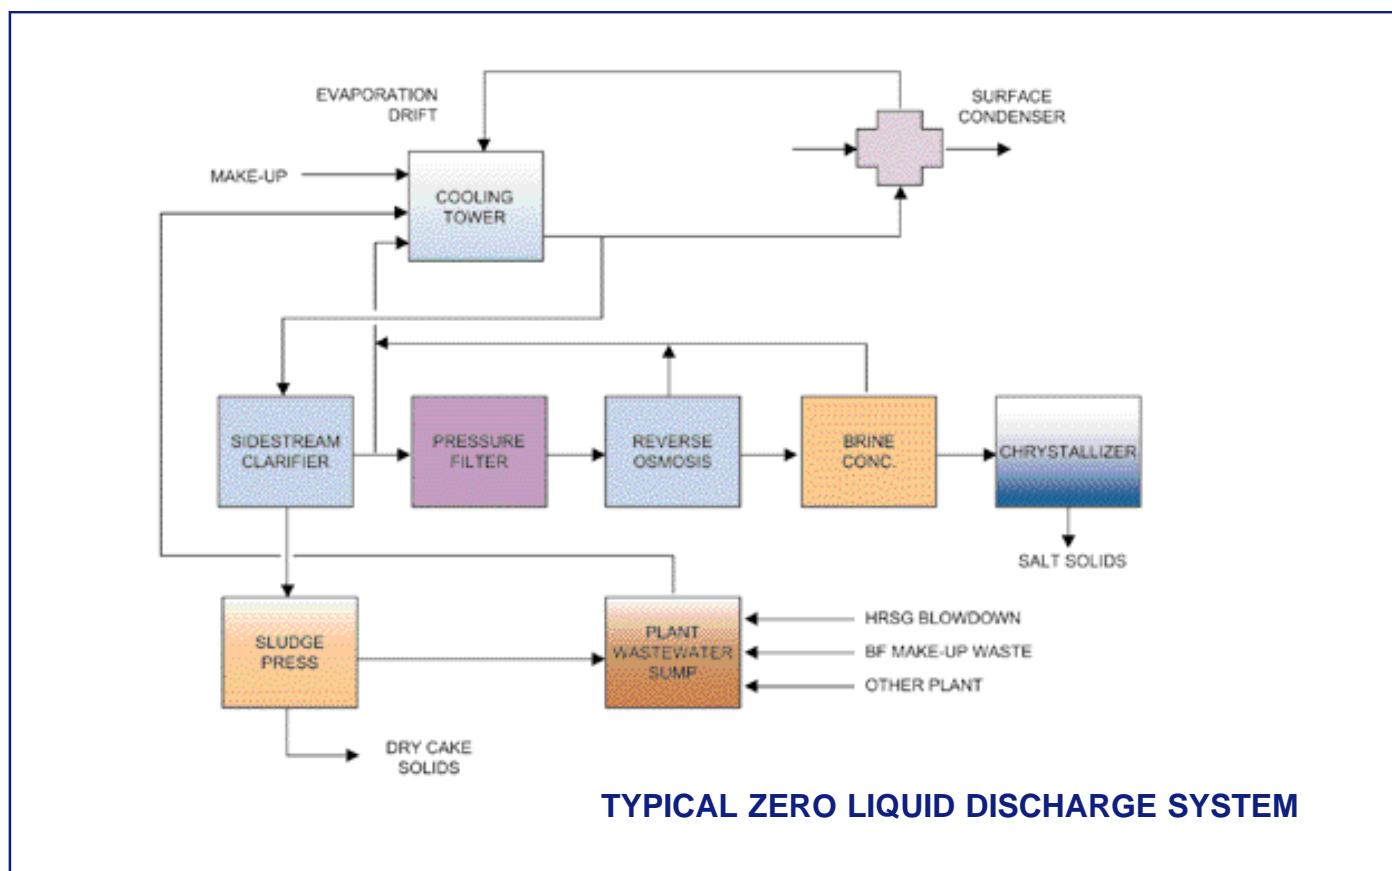 EVAPORATION
DRIFT
SURFACE
CONDENSER
MAKE-UP
COOLING
TOWER
SIDESTREAM
CLARIFIER
PRESSURE
FILTER
REVERSE
OSMOSIS
BRINE
CONC.
CHRYSTALLIZER
SALT SOLIDS
SLUDGE
PRESS
PLANT
WASTEWATER
SUMP
HRSG BLOWDOWN
BF MAKE-UP WASTE
OTHER PLANT
DRY CAKE
SOLIDS
TYPICAL ZERO LIQUID DISCHARGE SYSTEM